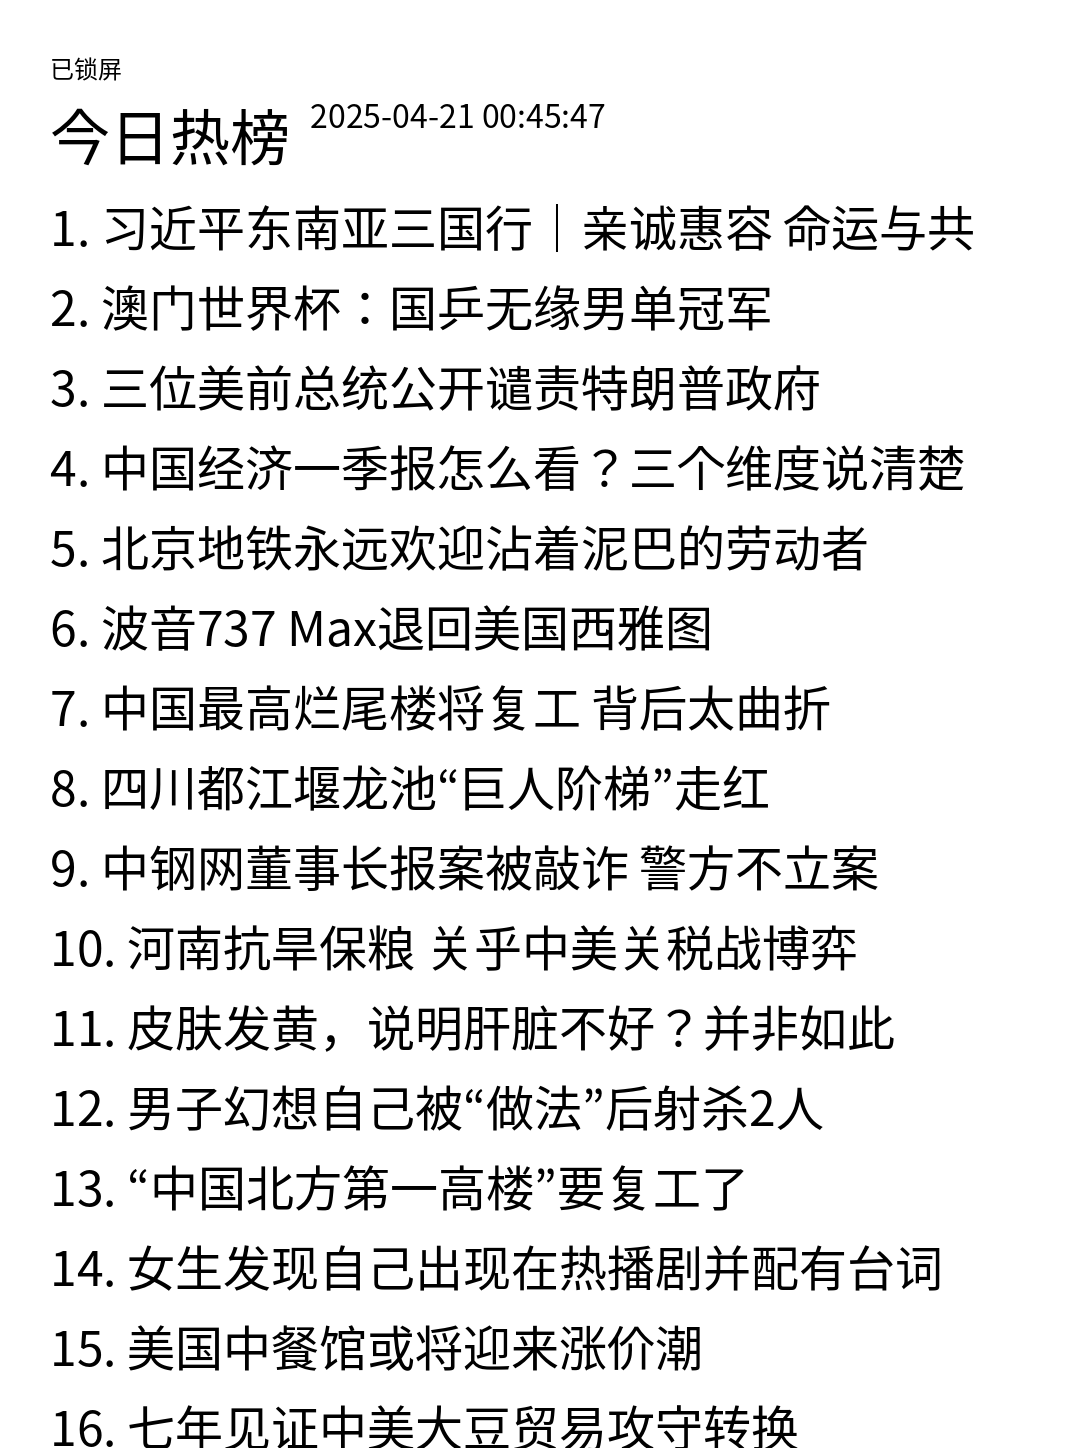 已锁屏
今日热榜 2025-04-21 00:45:47
1. 习近平东南亚三国行｜亲诚惠容 命运与共
2. 澳门世界杯：国乒无缘男单冠军
3. 三位美前总统公开谴责特朗普政府
4. 中国经济一季报怎么看？三个维度说清楚
5. 北京地铁永远欢迎沾着泥巴的劳动者
6. 波音737 Max退回美国西雅图
7. 中国最高烂尾楼将复工 背后太曲折
8. 四川都江堰龙池“巨人阶梯”走红
9. 中钢网董事长报案被敲诈 警方不立案
10. 河南抗旱保粮 关乎中美关税战博弈
11. 皮肤发黄，说明肝脏不好？并非如此
12. 男子幻想自己被“做法”后射杀2人
13. “中国北方第一高楼”要复工了
14. 女生发现自己出现在热播剧并配有台词
15. 美国中餐馆或将迎来涨价潮
16. 七年见证中美大豆贸易攻守转换